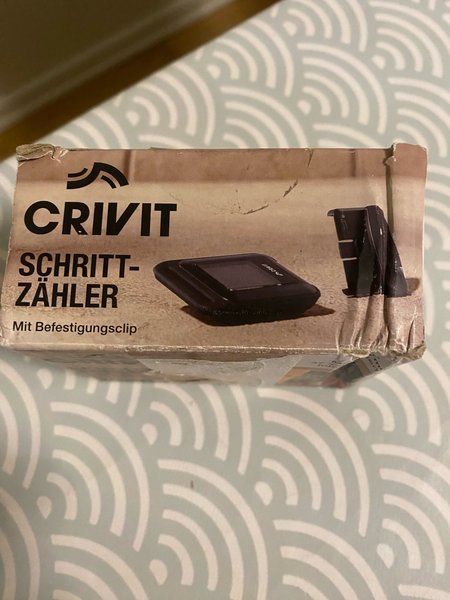 CRIVIT
SCHRITT-
ZÄHLER
Mit Befestigungsclip